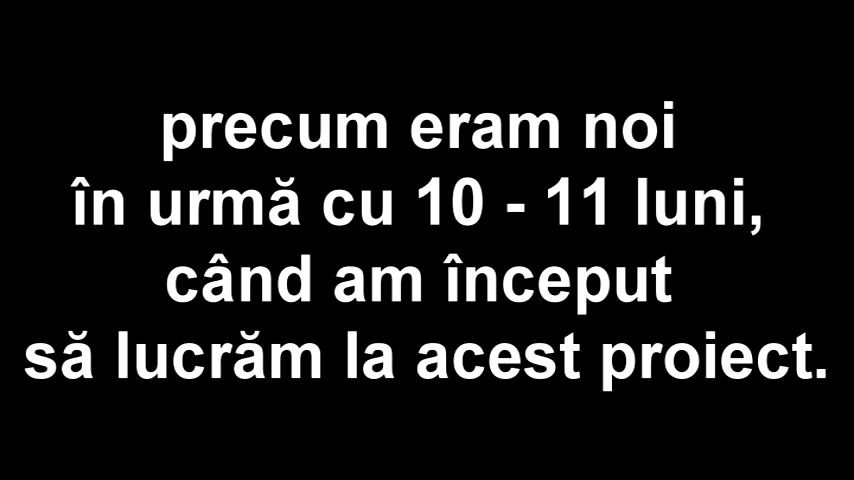 precum eram noi
în urmă cu 10 - 11 luni,
când am început
să lucrăm la acest proiect.